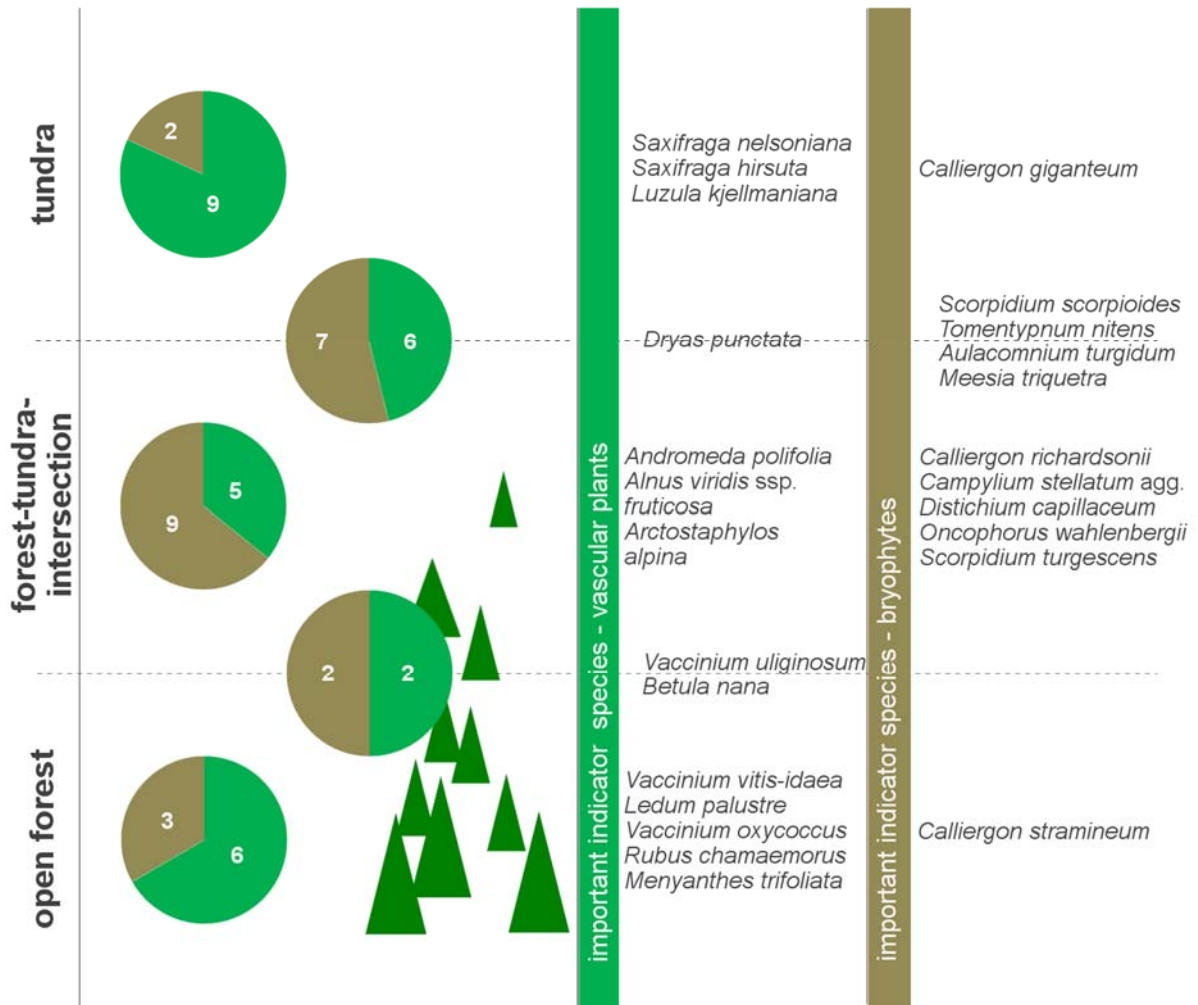 tundra
2
9
Saxifraga nelsoniana
Saxifraga hirsuta
Luzula kjellmaniana
Calliergon giganteum
7
6
Dryas punctata
Scorpidium scorpioides
Tomentypnum nitens
Aulacomnium turgidum
Meesia triquetra
forest-tundra-
intersection
5
9
Andromeda polifolia
Alnus viridis ssp.
fruticosa
Arctostaphylos
alpina
Calliergon richardsonii
Campylium stellatum agg.
Distichium capillaceum
Oncophorus wahlenbergii
Scorpidium turgescens
2
2
Vaccinium uliginosum
Betula nana
open forest
3
6
Vaccinium vitis-idaea
Ledum palustre
Vaccinium oxycoccus
Rubus chamaemorus
Menyanthes trifoliata
Calliergon stramineum
important indicator species - vascular plants
important indicator species - bryophytes